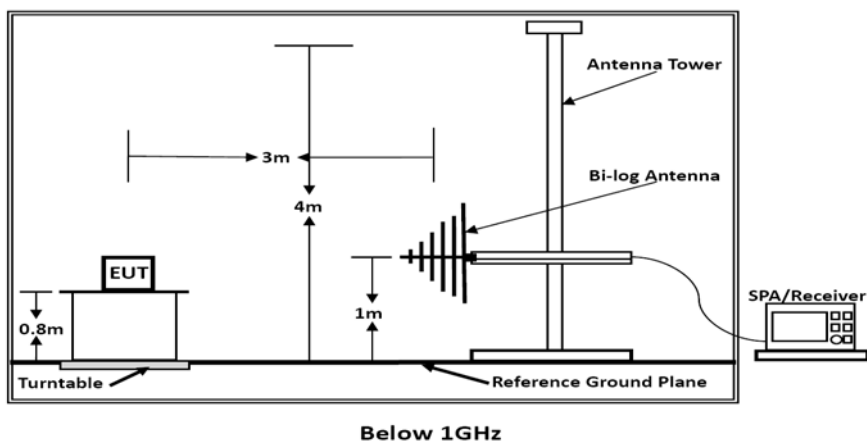 Antenna Tower
3m
Bi-log Antenna
4m
EUT
SPA/Receiver
0.8m
1m
Turntable
Reference Ground Plane
Below 1GHz